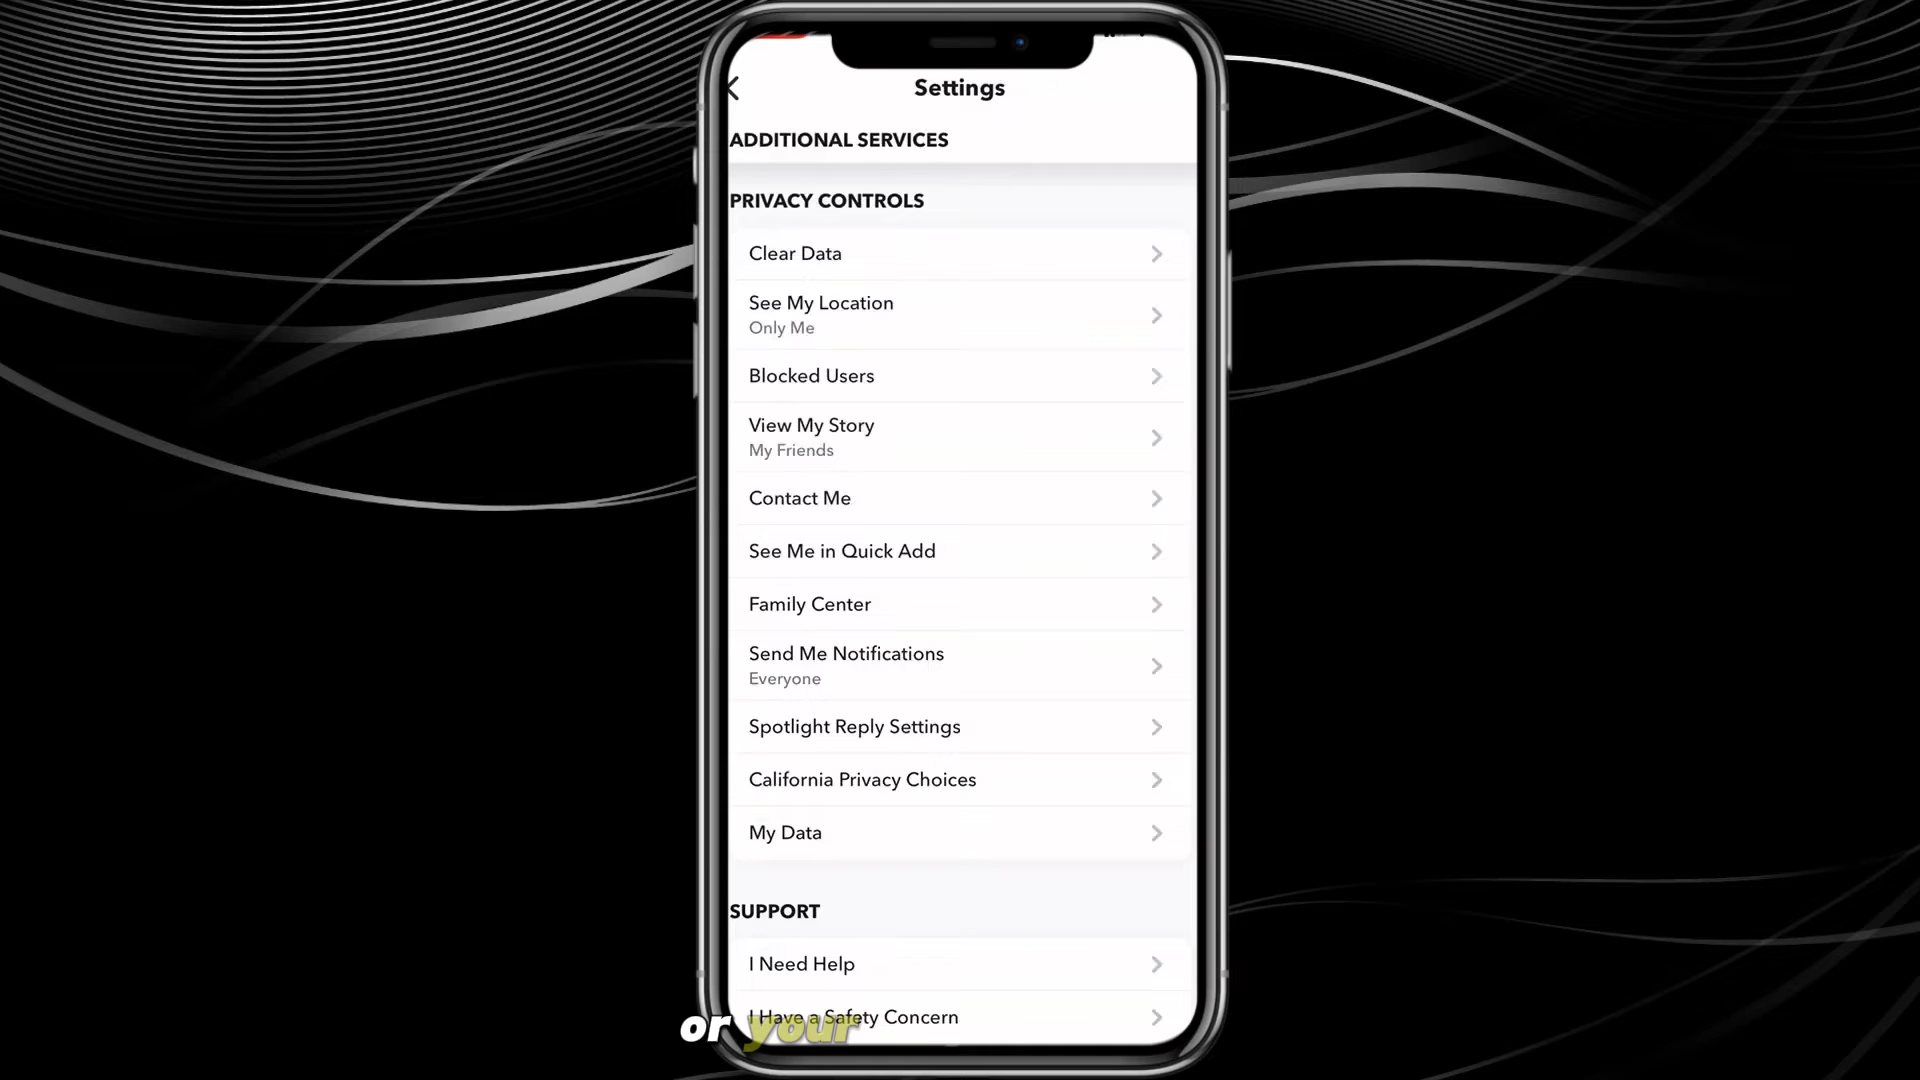 Settings
ADDITIONAL SERVICES
PRIVACY CONTROLS
Clear Data
See My Location
Only Me
Blocked Users
View My Story
My Friends
Contact Me
See Me in Quick Add
Family Center
Send Me Notifications
Everyone
Spotlight Reply Settings
California Privacy Choices
My Data
SUPPORT
I Need Help
I Have a Safety Concern
or your